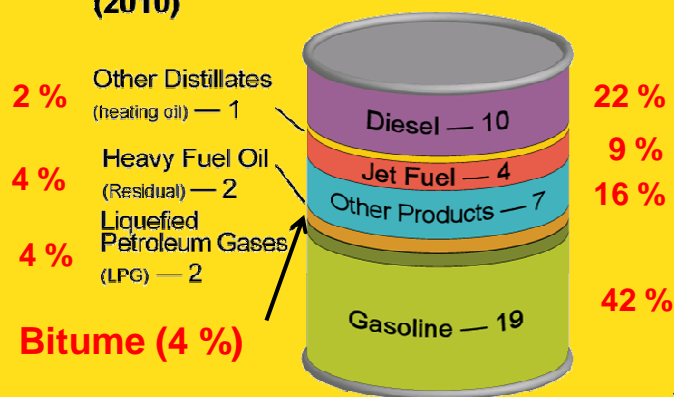 (2010)
Other Distillates
2 %
(heating oil) — 1
22 %
Diesel — 10
Heavy Fuel Oil
9 %
4 %
(Residual) — 2
Jet Fuel — 4
16 %
Other Products — 7
Liquefied
Petroleum Gases
4 %
(LPG) — 2
42 %
Gasoline — 19
Bitume (4 %)